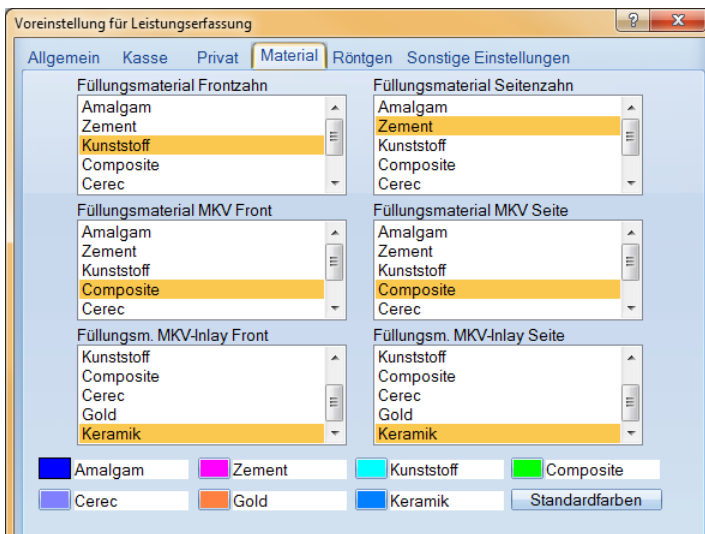 Voreinstellung für Leistungserfassung
Allgemein Kasse Privat Material Röntgen Sonstige Einstellungen
Füllungsmaterial Frontzahn
Amalgam
Zement
Kunststoff
Composite
Cerec
Füllungsmaterial Seitenzahn
Amalgam
Zement
Kunststoff
Composite
Cerec
Füllungsmaterial MKV Front
Amalgam
Zement
Kunststoff
Composite
Cerec
Füllungsmaterial MKV Seite
Amalgam
Zement
Kunststoff
Composite
Cerec
Füllungsm. MKV-Inlay Front
Kunststoff
Composite
Cerec
Gold
Keramik
Füllungsm. MKV-Inlay Seite
Kunststoff
Composite
Cerec
Gold
Keramik
Amalgam Zement Kunststoff Composite
Cerec Gold Keramik Standardfarben